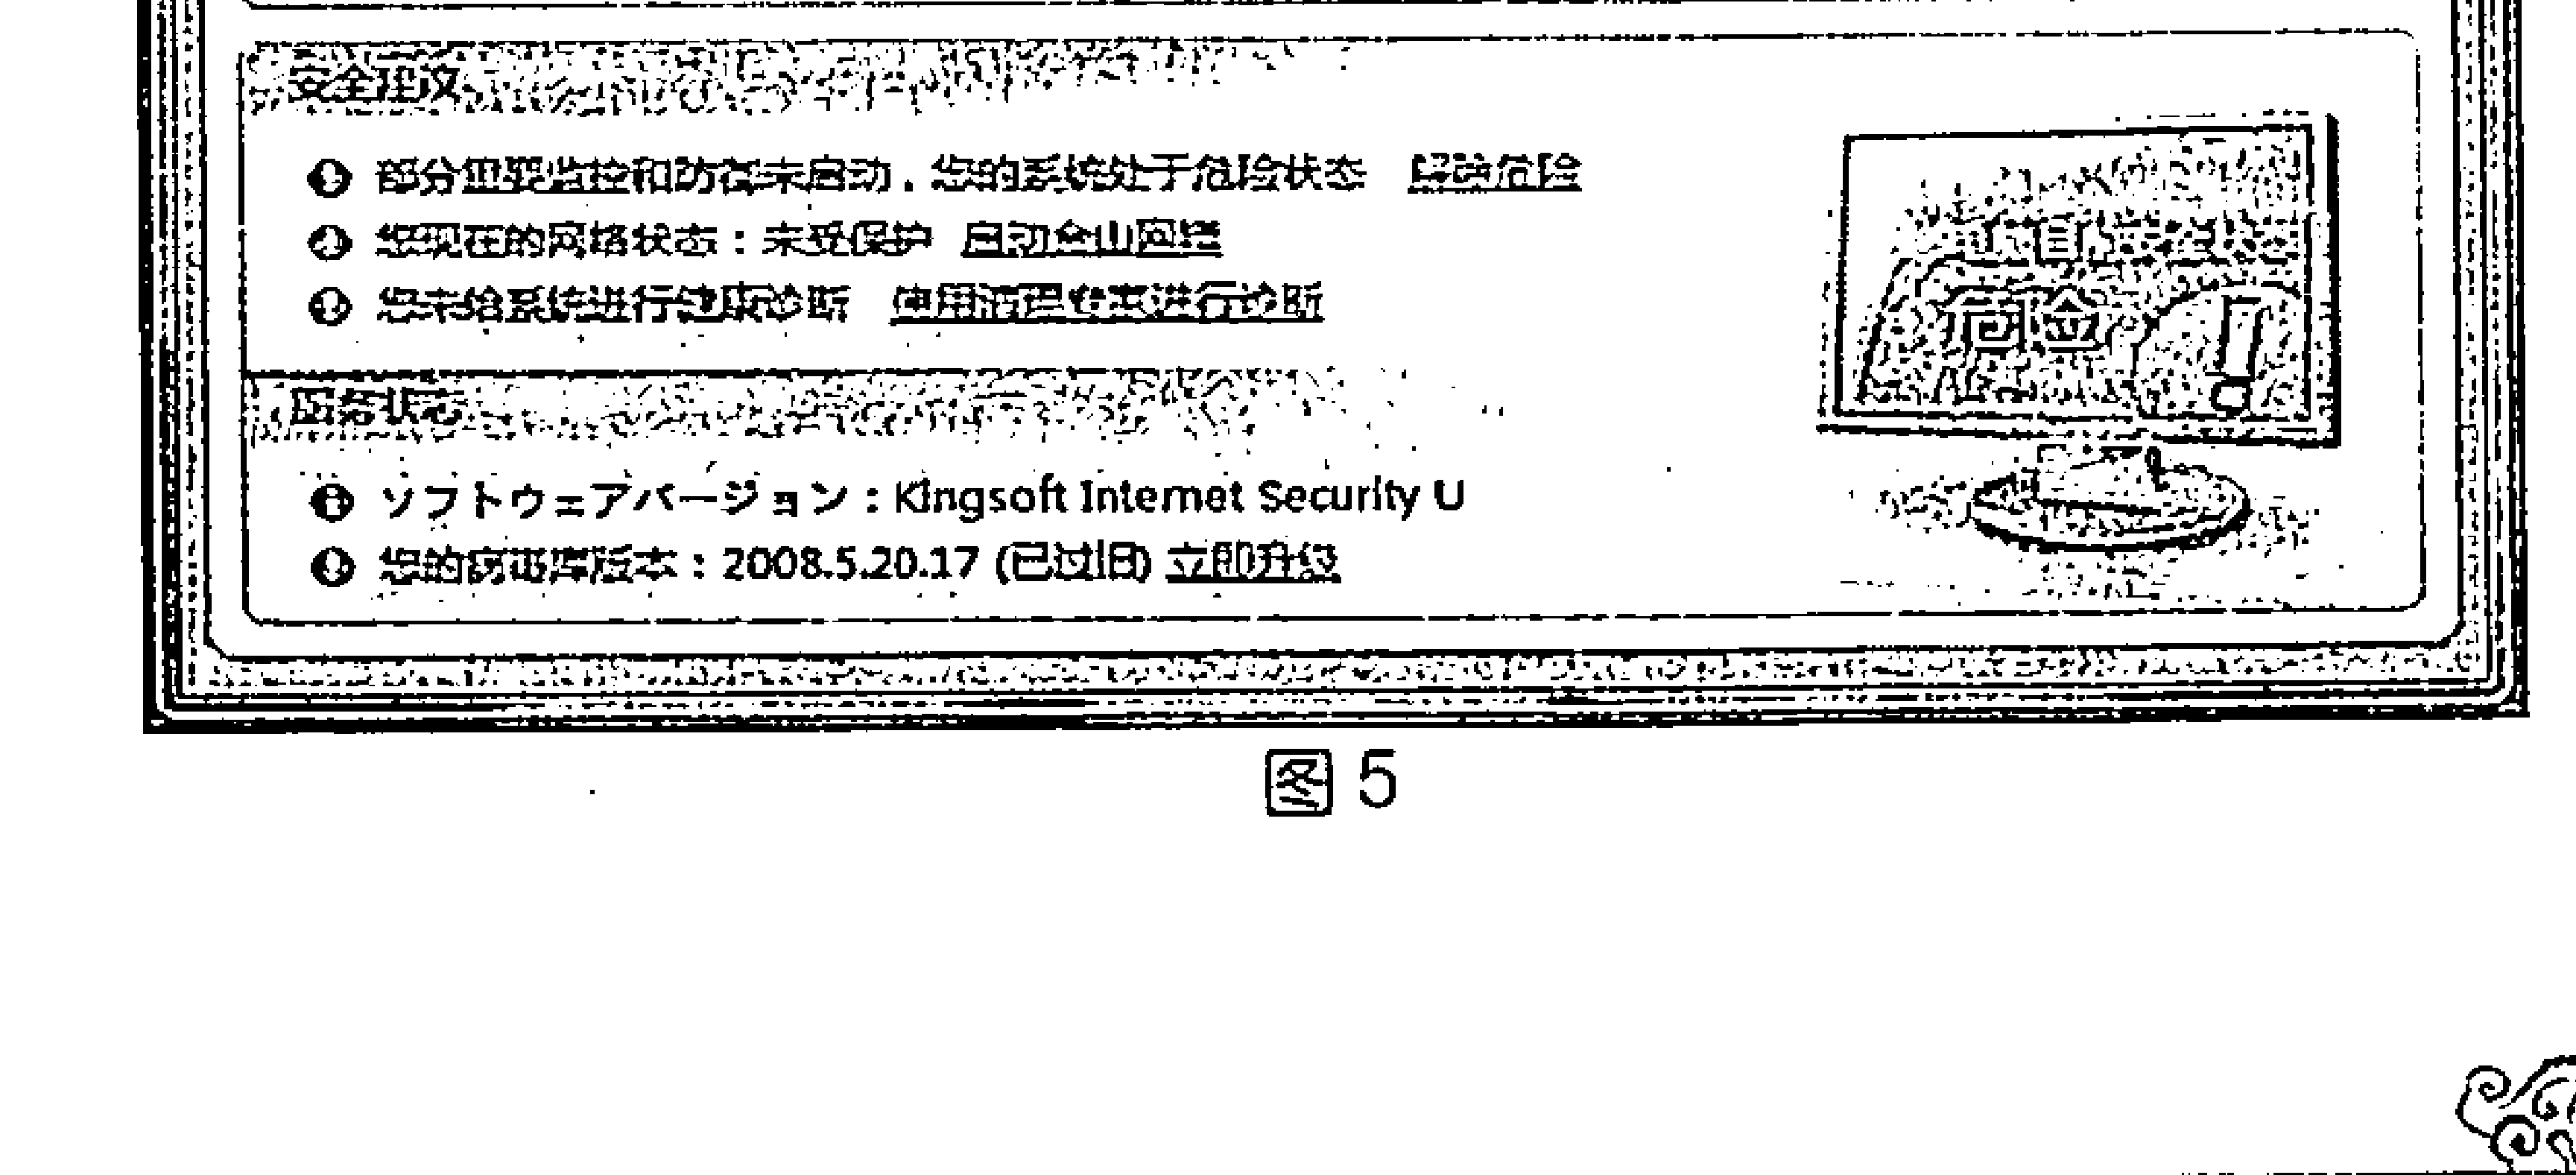 安全建议
部分重要监控和防御未启动，您的系统处于危险状态 解除危险
您现在的网络状态：未受保护 启动金山网镖
您未给系统进行健康诊断 使用清理专家进行诊断
服务状态
ソフトウェアバージョン：Kingsoft Internet Security U
您的病毒库版本：2008.5.20.17 (已过旧) 立即升级
危险
图 5